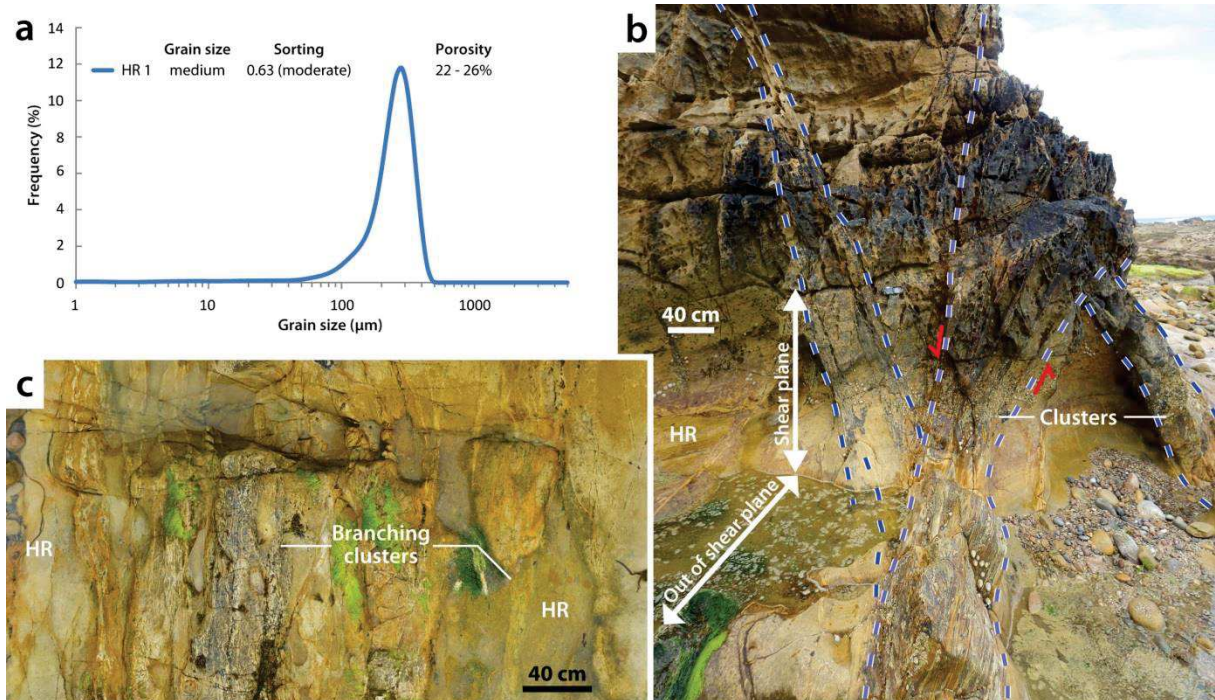 a
Grain size Sorting Porosity
HR 1 medium 0.63 (moderate) 22 - 26%
14
12
10
8
6
4
2
0
Frequency (%)
1 10 100 1000
Grain size (µm)
b
40 cm
Shear plane
HR
Clusters
Out of shear plane
c
HR
Branching
clusters
HR
40 cm